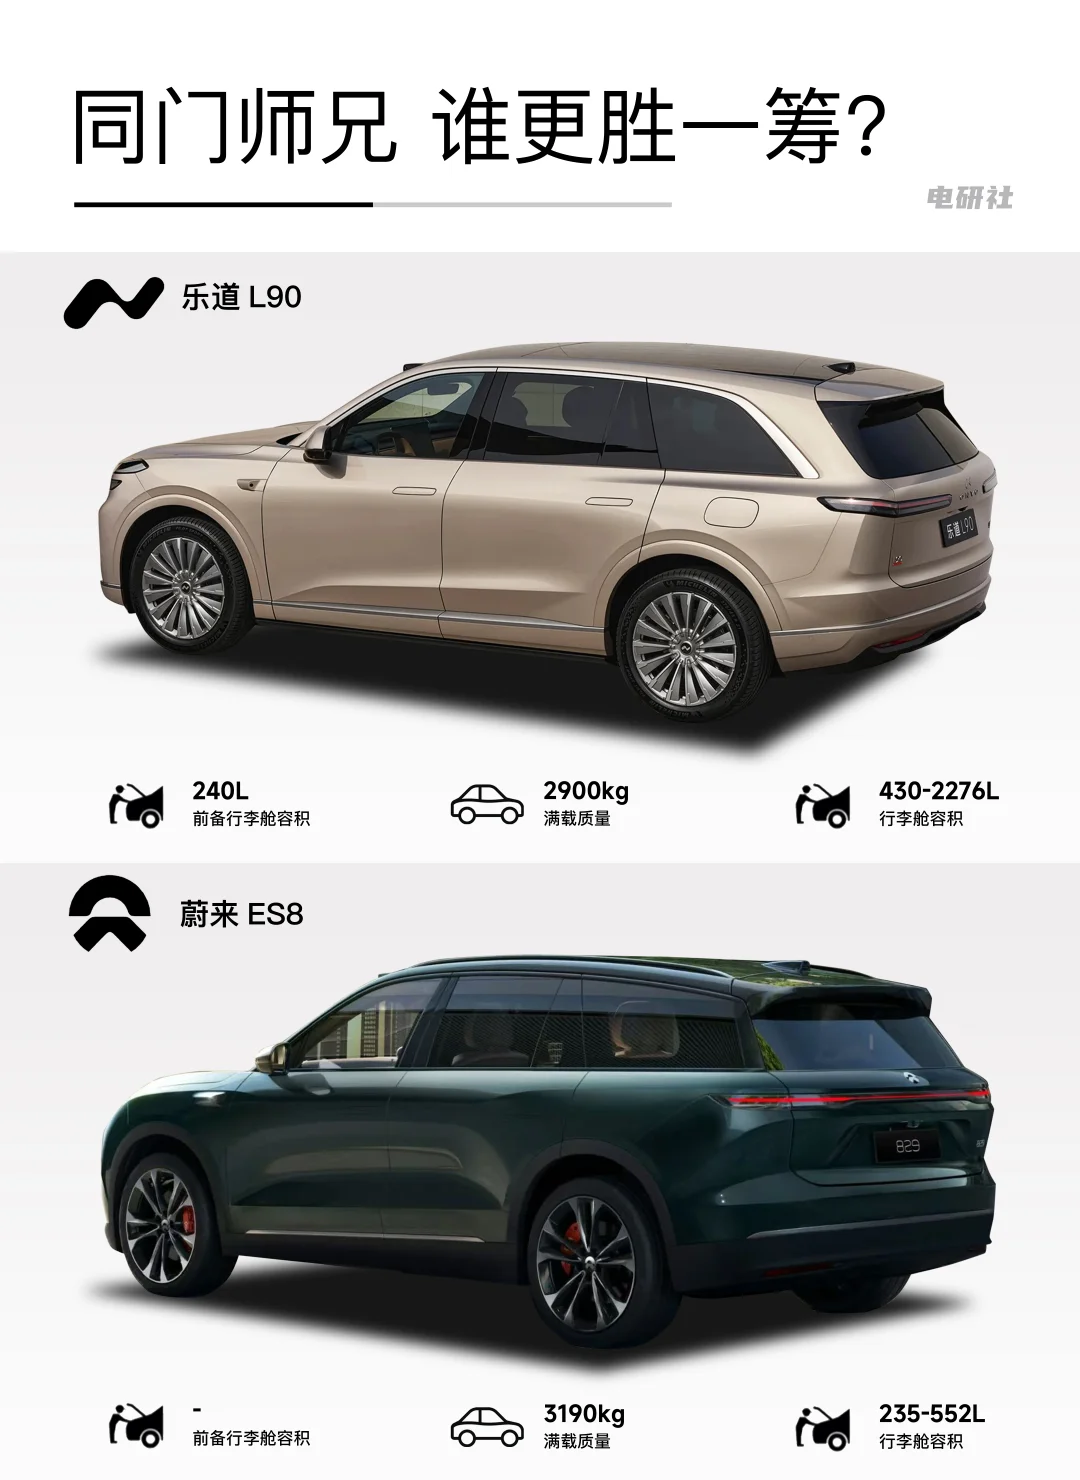 同门师兄 谁更胜一筹?
电研社
乐道 L90
乐道 L90
240L
前备行李舱容积
2900kg
满载质量
430-2276L
行李舱容积
蔚来 ES8
829
-
前备行李舱容积
3190kg
满载质量
235-552L
行李舱容积